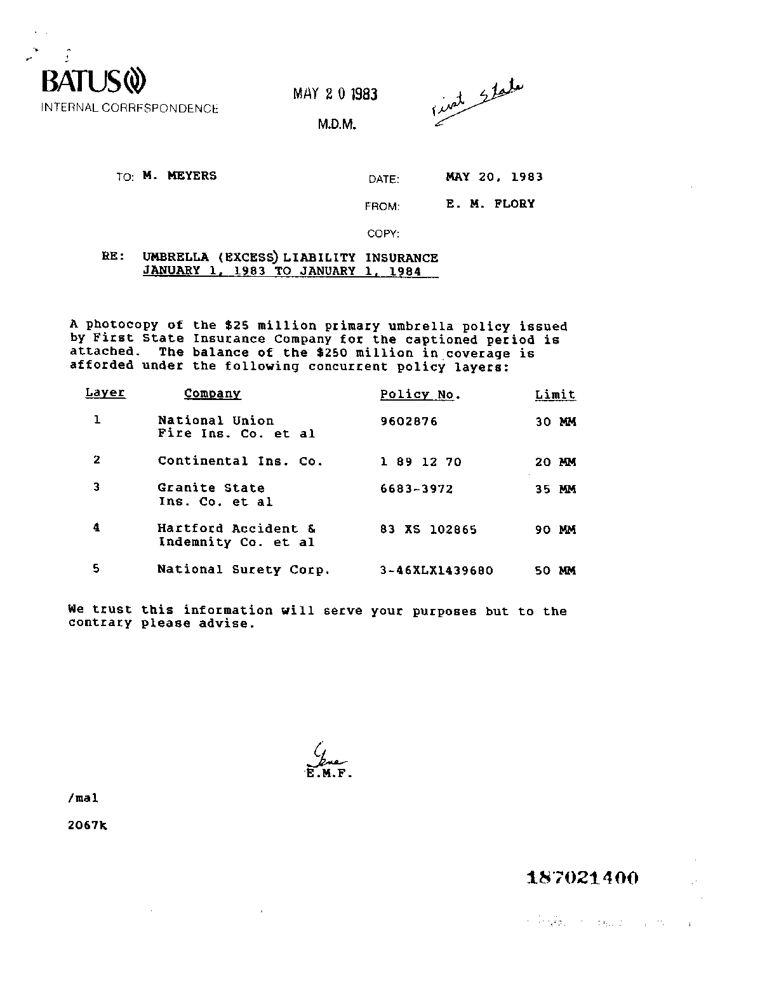 BATUS
MAY 20 1983
First State
INTERNAL CORRESPONDENCE
M.D.M.
TO: M. MEYERS
DATE: MAY 20, 1983
FROM: E. M. FLORY
COPY:
RE: UMBRELLA (EXCESS) LIABILITY INSURANCE
JANUARY 1, 1983 TO JANUARY 1, 1984
A photocopy of the $25 million primary umbrella policy issued
by First State Insurance Company for the captioned period is
attached. The balance of the $250 million in coverage is
afforded under the following concurrent policy layers:
Layer Company Policy No. Limit
1 National Union 9602876 30 MM
Fire Ins. Co. et al
2 Continental Ins. Co. 1 89 12 70 20 MM
3 Granite State 6683-3972 35 MM
Ins. Co. et al
4 Hartford Accident & 83 XS 102865 90 MM
Indemnity Co. et al
5 National Surety Corp. 3-46XLX1439680 50 MM
We trust this information will serve your purposes but to the
contrary please advise.
Gene
E.M.F.
/mal
2067k
187021400